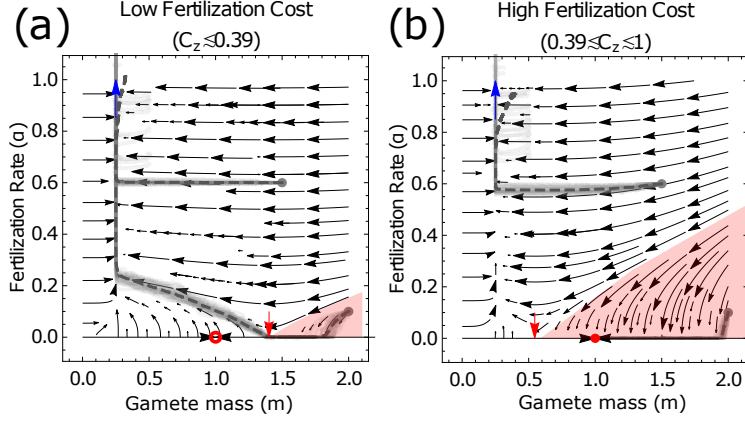 (a)
Low Fertilization Cost
(C_z≲0.39)
Fertilization Rate (α)
1.0
0.8
0.6
0.4
0.2
0.0
0.0 0.5 1.0 1.5 2.0
Gamete mass (m)
(b)
High Fertilization Cost
(0.39≲C_z≲1)
Fertilization Rate (α)
1.0
0.8
0.6
0.4
0.2
0.0
0.0 0.5 1.0 1.5 2.0
Gamete mass (m)